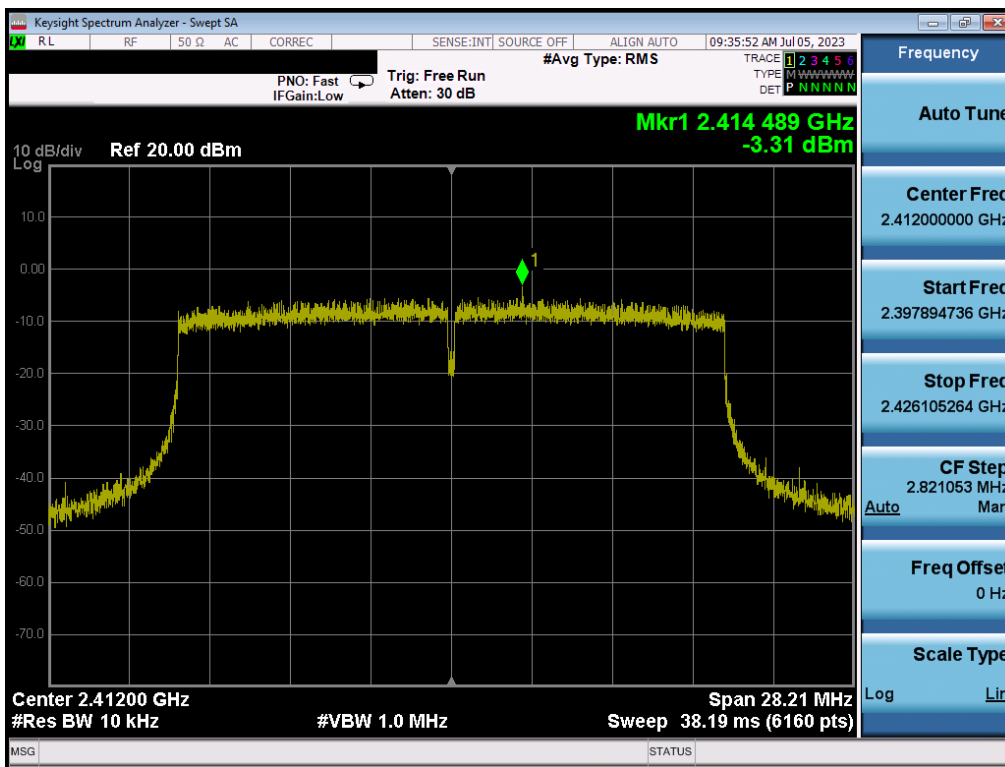 Keysight Spectrum Analyzer - Swept SA
LXI RL RF 50 Ω AC CORREC SENSE:INT SOURCE OFF ALIGN AUTO 09:35:52 AM Jul 05, 2023
PNO: Fast Trig: Free Run #Avg Type: RMS TRACE 1 2 3 4 5 6
IFGain:Low Atten: 30 dB TYPE M WWWWW
DET P N N N N N
Mkr1 2.414 489 GHz
-3.31 dBm
10 dB/div Ref 20.00 dBm
Log
1
10.0
0.00
-10.0
-20.0
-30.0
-40.0
-50.0
-60.0
-70.0
Center 2.41200 GHz Span 28.21 MHz
#Res BW 10 kHz #VBW 1.0 MHz Sweep 38.19 ms (6160 pts)
MSG STATUS
Frequency
Auto Tune
Center Freq
2.412000000 GHz
Start Freq
2.397894736 GHz
Stop Freq
2.426105264 GHz
CF Step
2.821053 MHz
Auto Man
Freq Offset
0 Hz
Scale Type
Log Lin